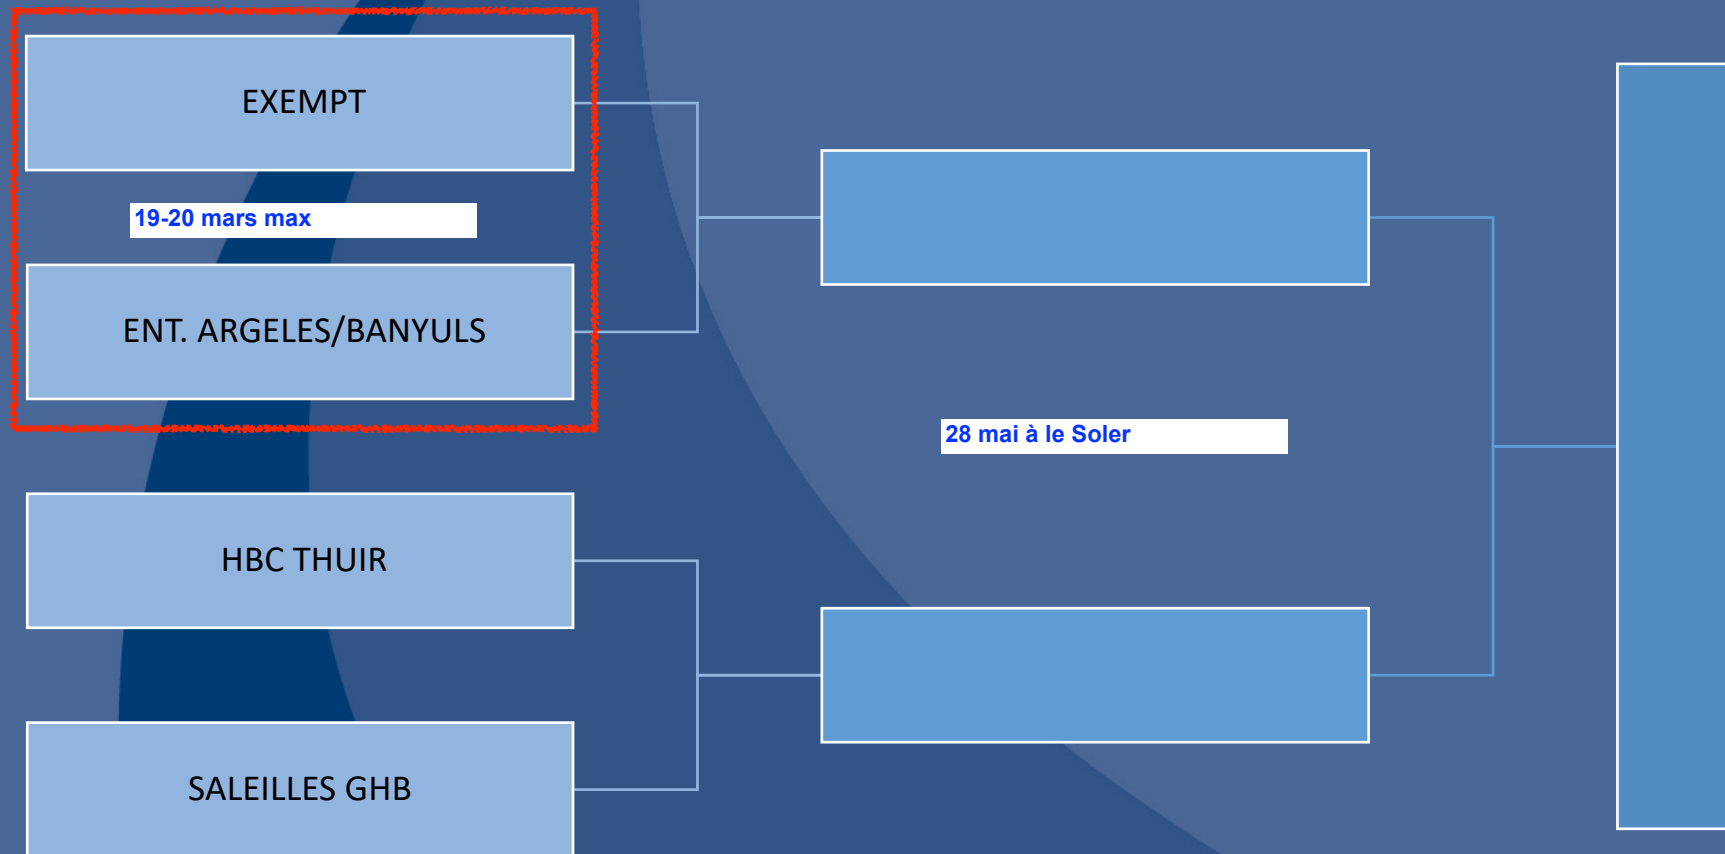 EXEMPT
19-20 mars max
ENT. ARGELES/BANYULS
28 mai à le Soler
HBC THUIR
SALEILLES GHB